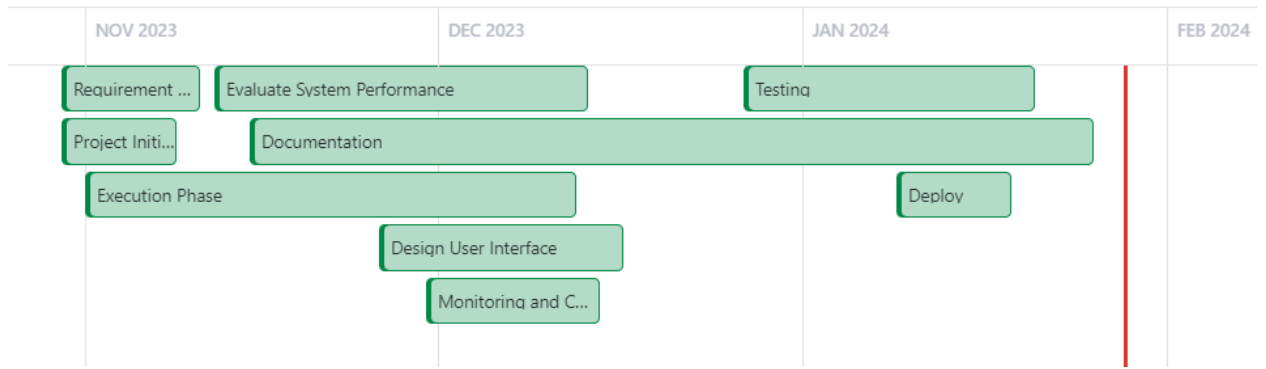 NOV 2023
DEC 2023
JAN 2024
FEB 2024
Requirement ...
Evaluate System Performance
Testing
Project Initi...
Documentation
Execution Phase
Deploy
Design User Interface
Monitoring and C...